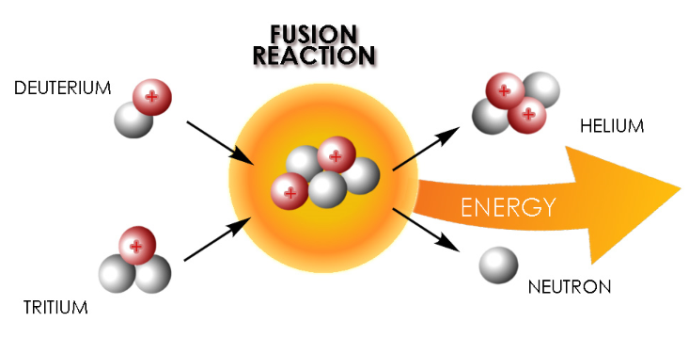 FUSION
REACTION
DEUTERIUM
+
+
HELIUM
+
+
+
ENERGY
+
NEUTRON
TRITIUM